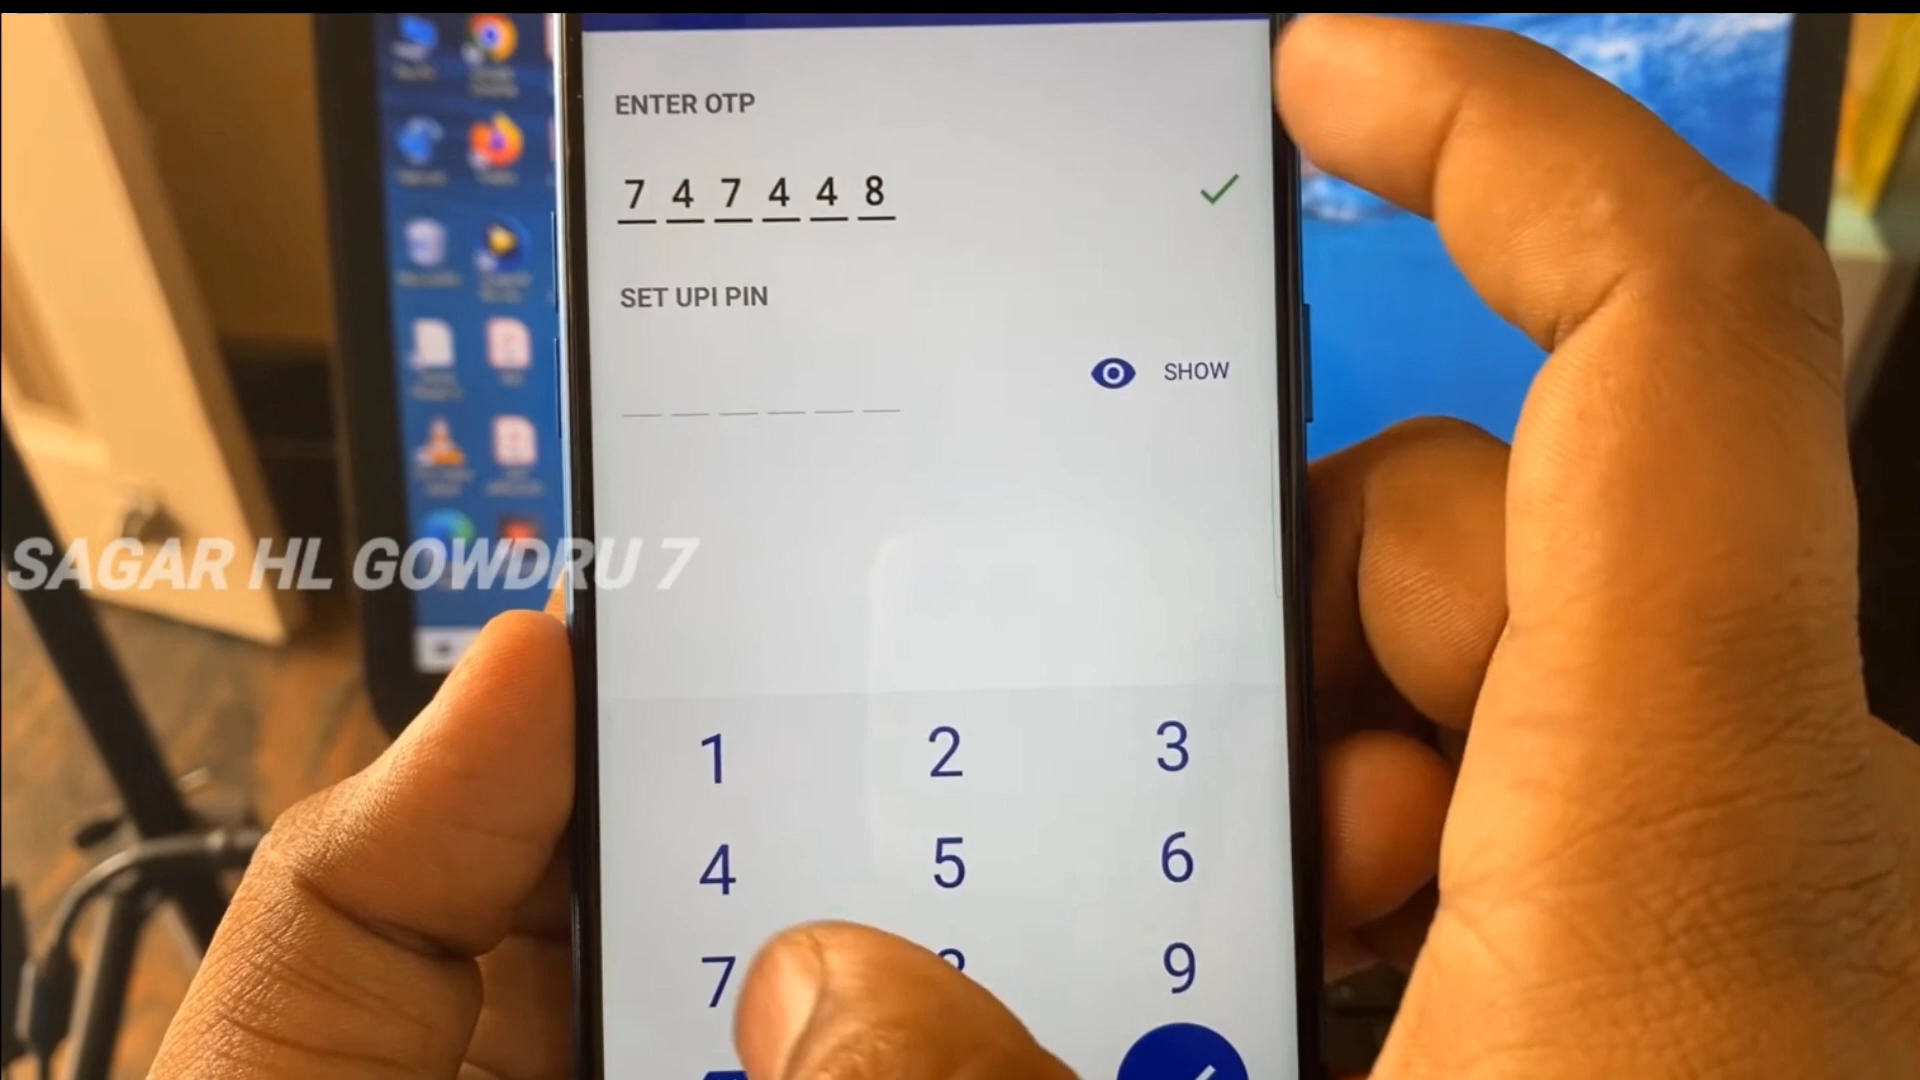 ENTER OTP
7 4 7 4 4 8
SET UPI PIN
SHOW
SAGAR HL GOWDRU 7
1 2 3
4 5 6
7 9